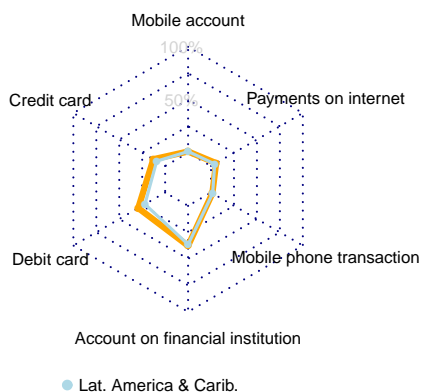 Mobile account
100%
Credit card
50%
Payments on internet
Debit card
Mobile phone transaction
Account on financial institution
Lat. America & Carib.